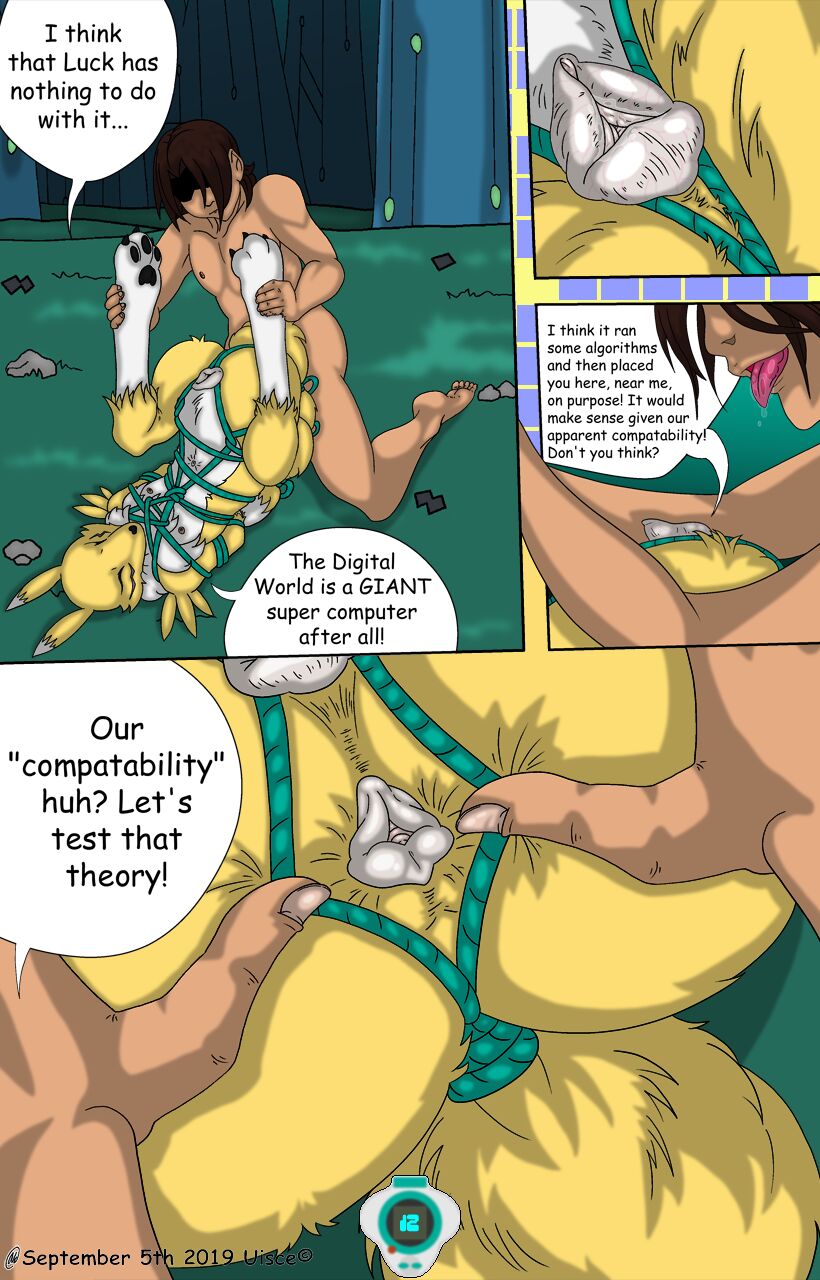 I think
that Luck has
nothing to do
with it...
The Digital
World is a GIANT
super computer
after all!
I think it ran
some algorithms
and then placed
you here, near me,
on purpose! It would
make sense given our
apparent compatability!
Don't you think?
Our
"compatability"
huh? Let's
test that
theory!
12
@September 5th 2019 Uisce©